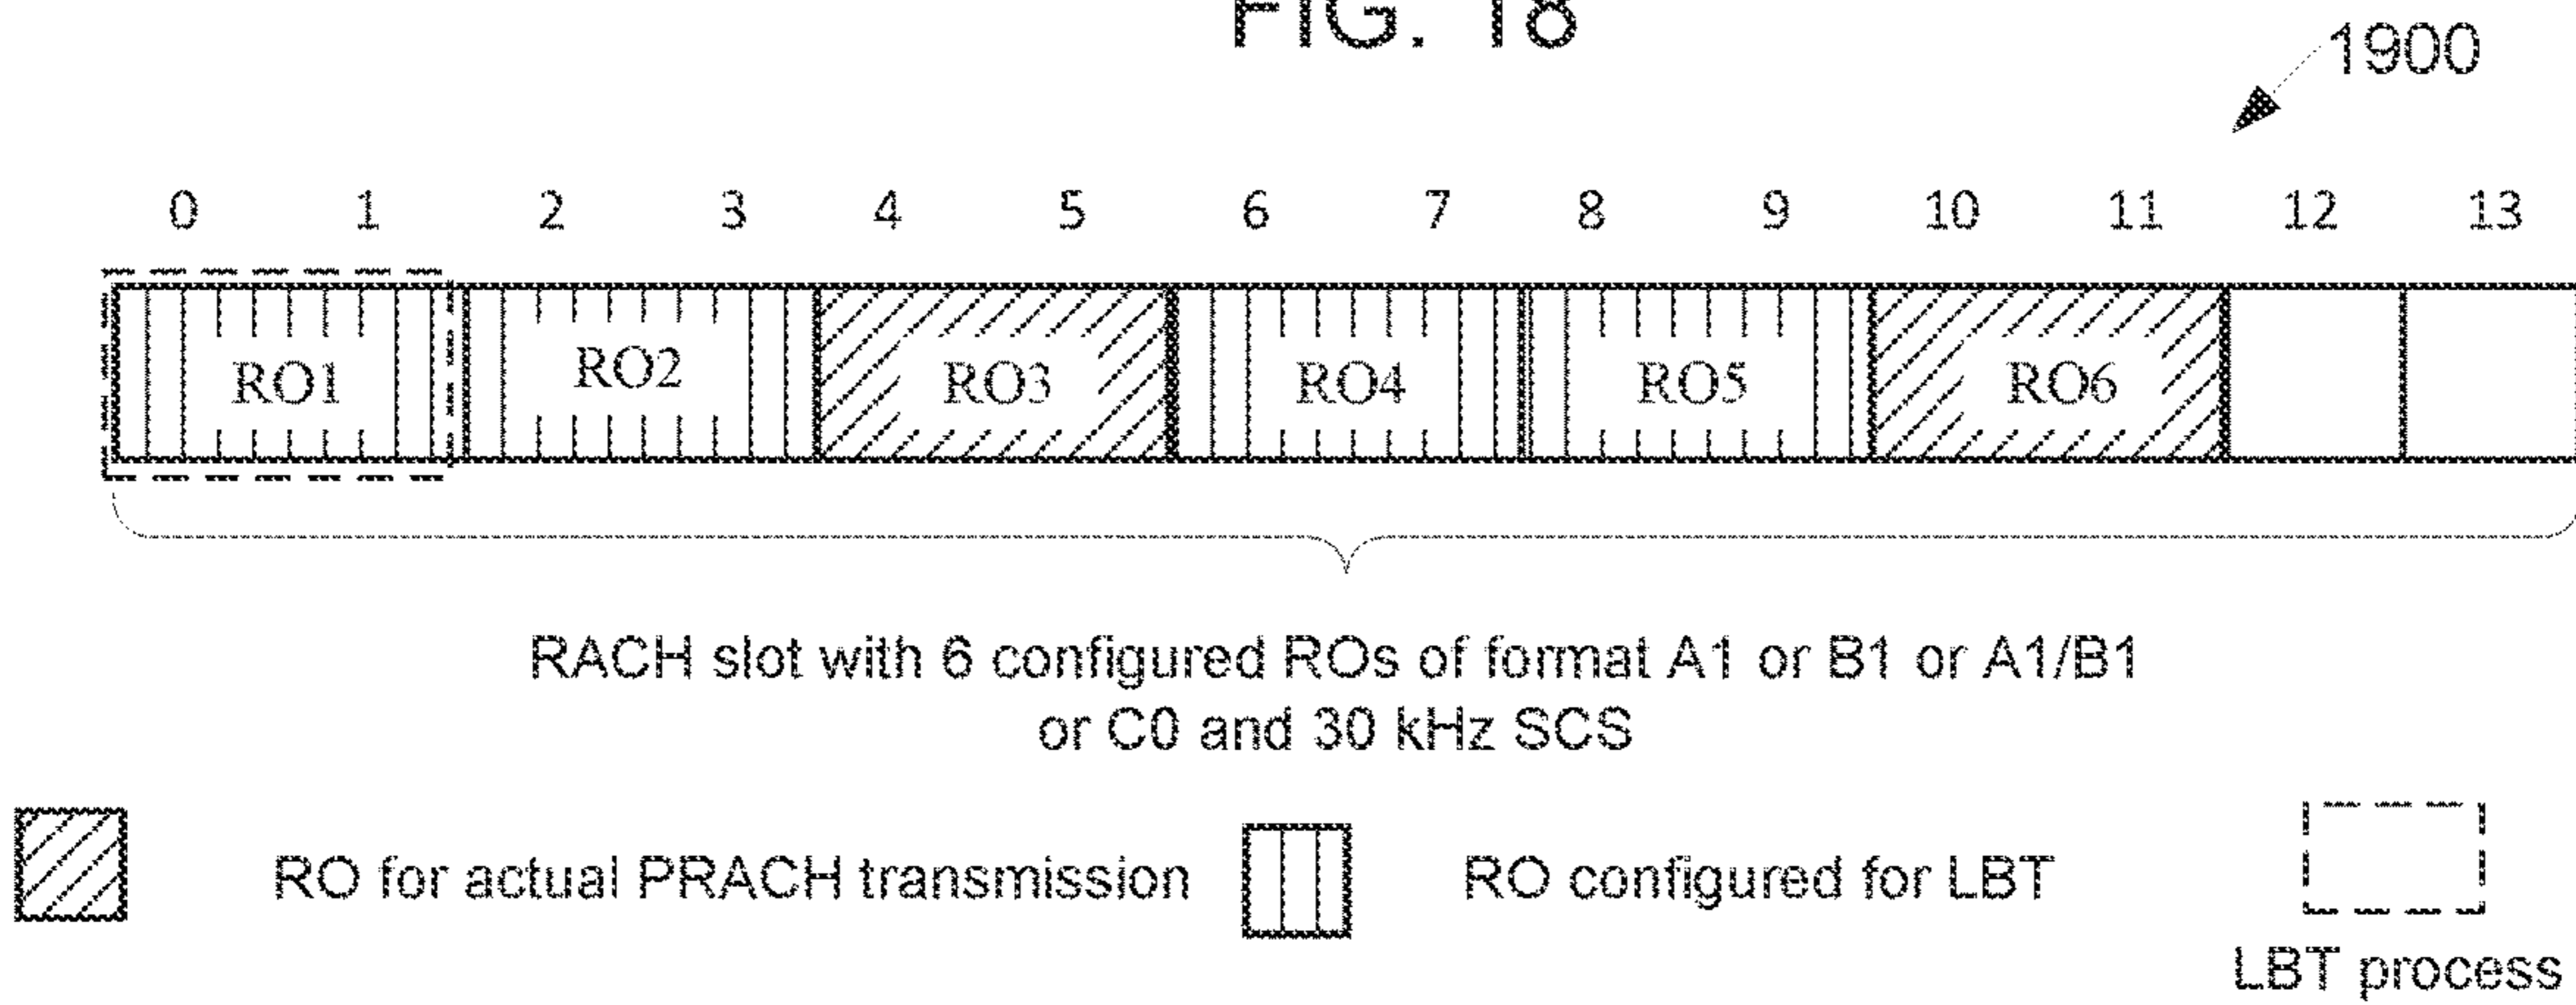 FIG. 18
1900
0 1 2 3 4 5 6 7 8 9 10 11 12 13
RO1 RO2 RO3 RO4 RO5 RO6
RACH slot with 6 configured ROs of format A1 or B1 or A1/B1
or C0 and 30 kHz SCS
RO for actual PRACH transmission
RO configured for LBT
LBT process